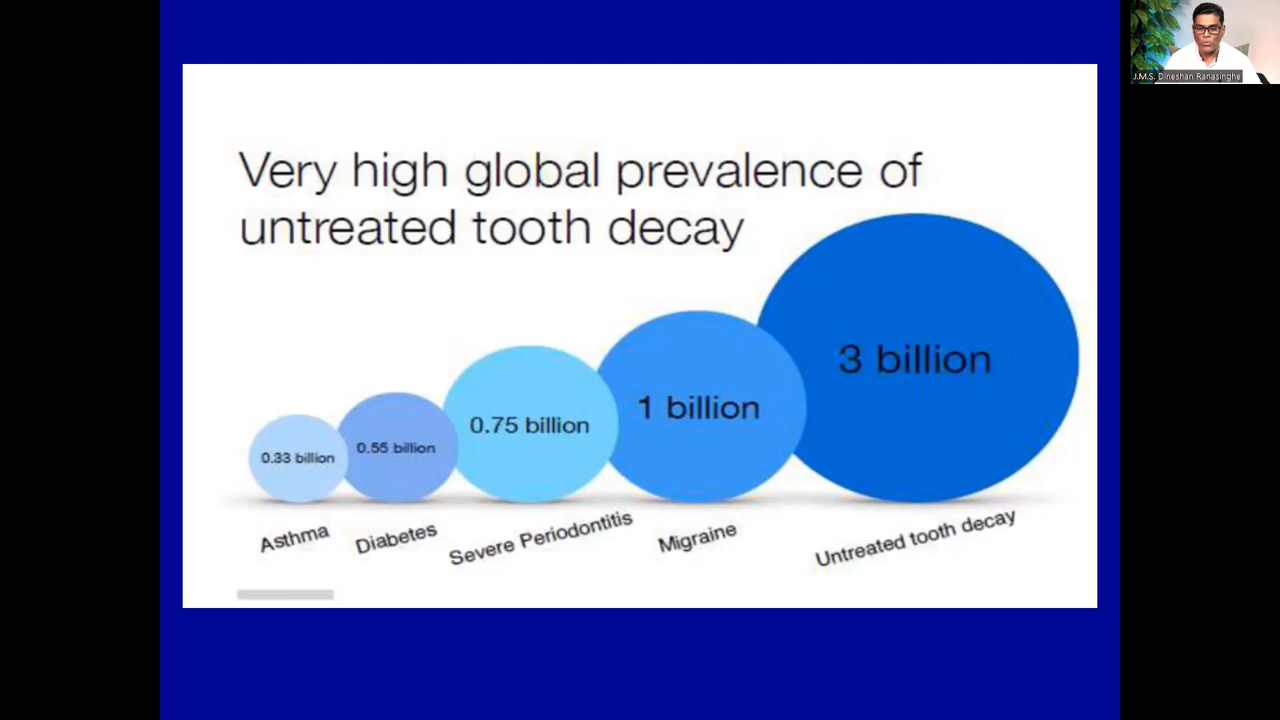 J.M.S. Dineshan Ranasinghe
Very high global prevalence of
untreated tooth decay
0.33 billion
0.55 billion
0.75 billion
1 billion
3 billion
Asthma
Diabetes
Severe Periodontitis
Migraine
Untreated tooth decay